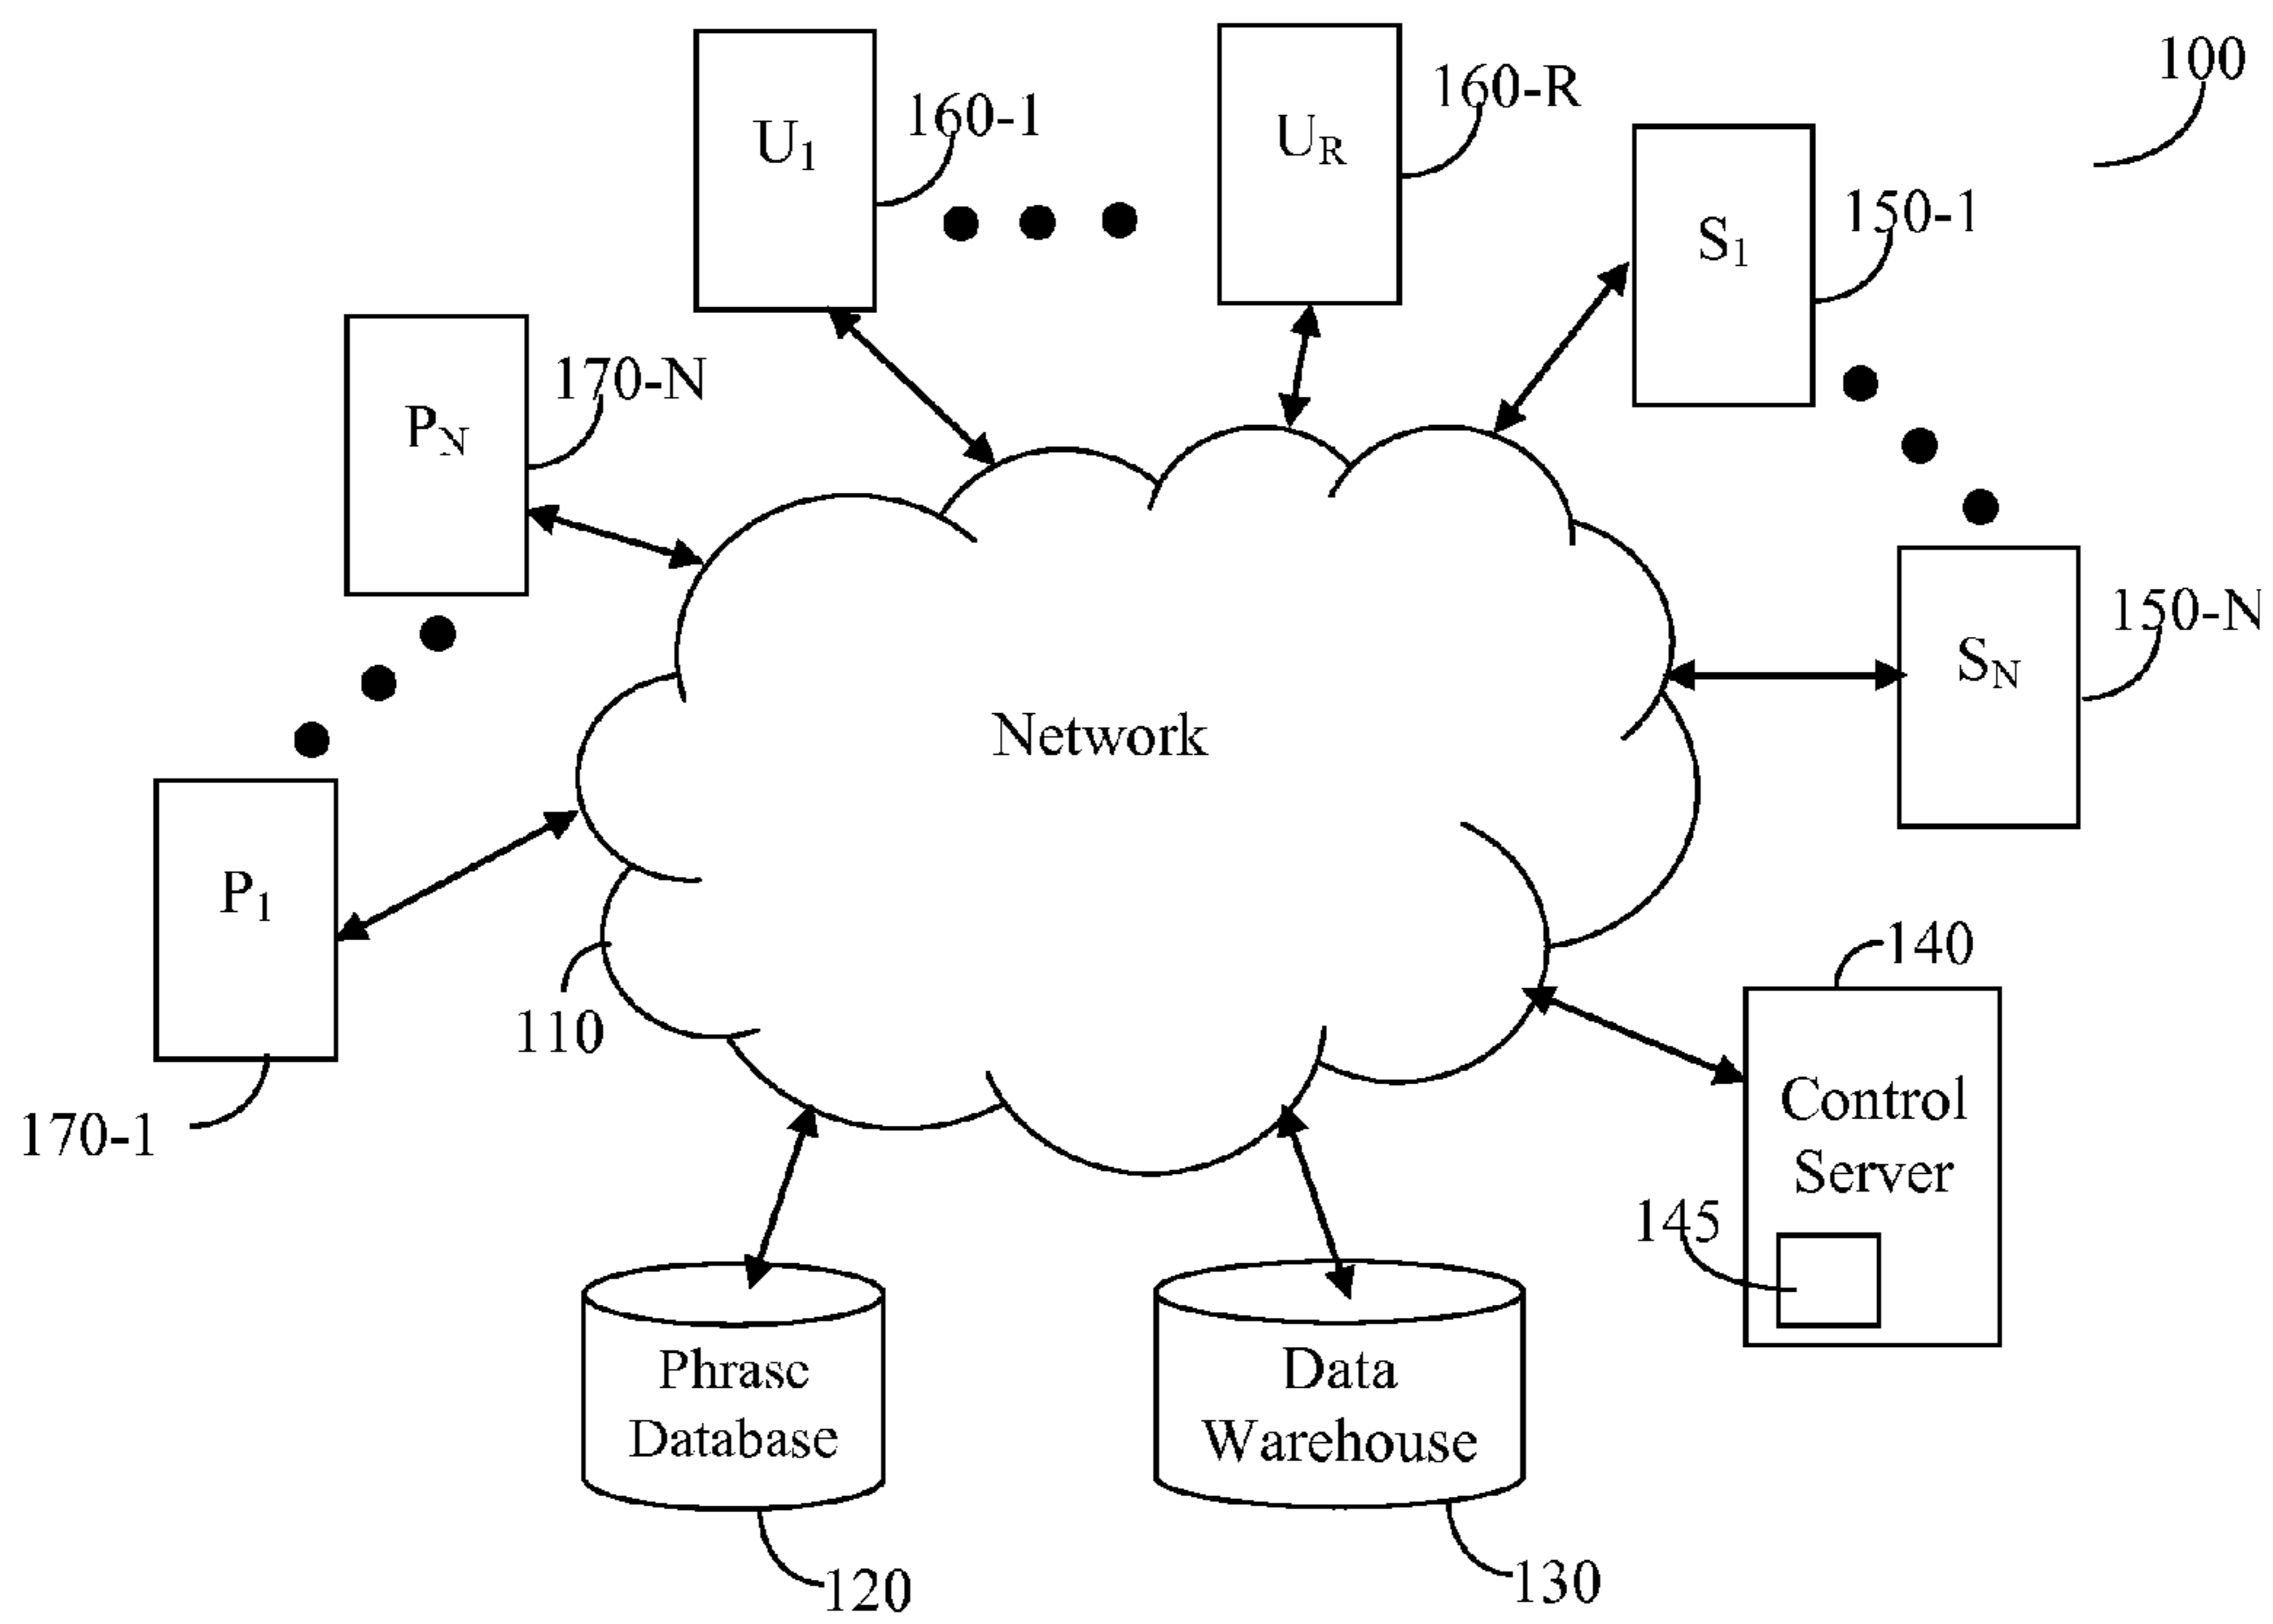 100
U1
160-1
UR
160-R
S1
150-1
PN
170-N
SN
150-N
Network
P1
170-1
110
140
Control
Server
145
Phrase
Database
120
Data
Warehouse
130